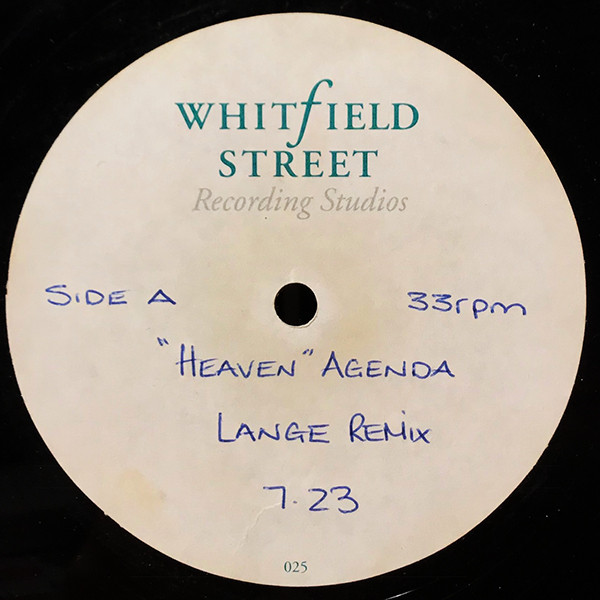 WHITfIELD
STREET
Recording Studios
SIDE A 33rpm
"HEAVEN" AGENDA
LANGE REMIX
7.23
025